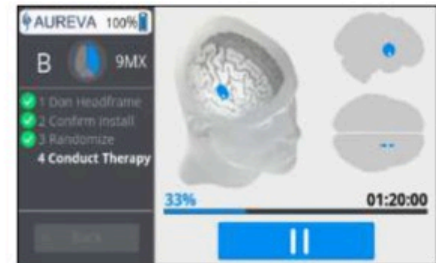 AUREVA 100%
B 9MX
1 Don Headframe
2 Confirm Install
3 Randomize
4 Conduct Therapy
33% 01:20:00
Back